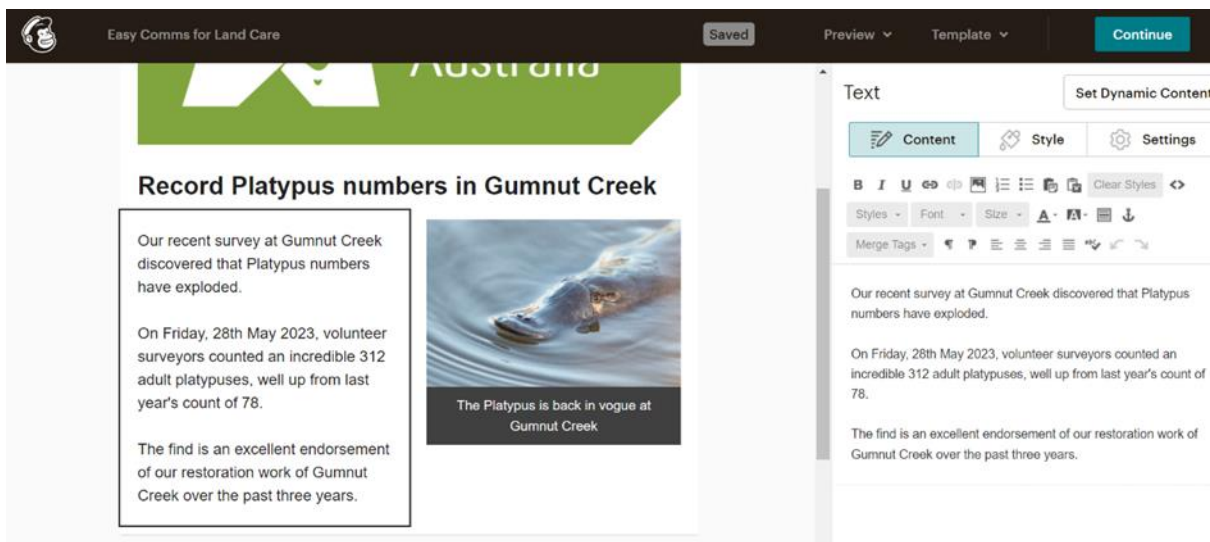 Easy Comms for Land Care
Saved
Preview
Template
Continue
Australia
Record Platypus numbers in Gumnut Creek
Our recent survey at Gumnut Creek
discovered that Platypus numbers
have exploded.
On Friday, 28th May 2023, volunteer
surveyors counted an incredible 312
adult platypuses, well up from last
year's count of 78.
The find is an excellent endorsement
of our restoration work of Gumnut
Creek over the past three years.
The Platypus is back in vogue at
Gumnut Creek
Text
Set Dynamic Content
Content
Style
Settings
B I U
Clear Styles <>
Styles
Font
Size
A
A
Merge Tags
Our recent survey at Gumnut Creek discovered that Platypus
numbers have exploded.
On Friday, 28th May 2023, volunteer surveyors counted an
incredible 312 adult platypuses, well up from last year's count of
78.
The find is an excellent endorsement of our restoration work of
Gumnut Creek over the past three years.